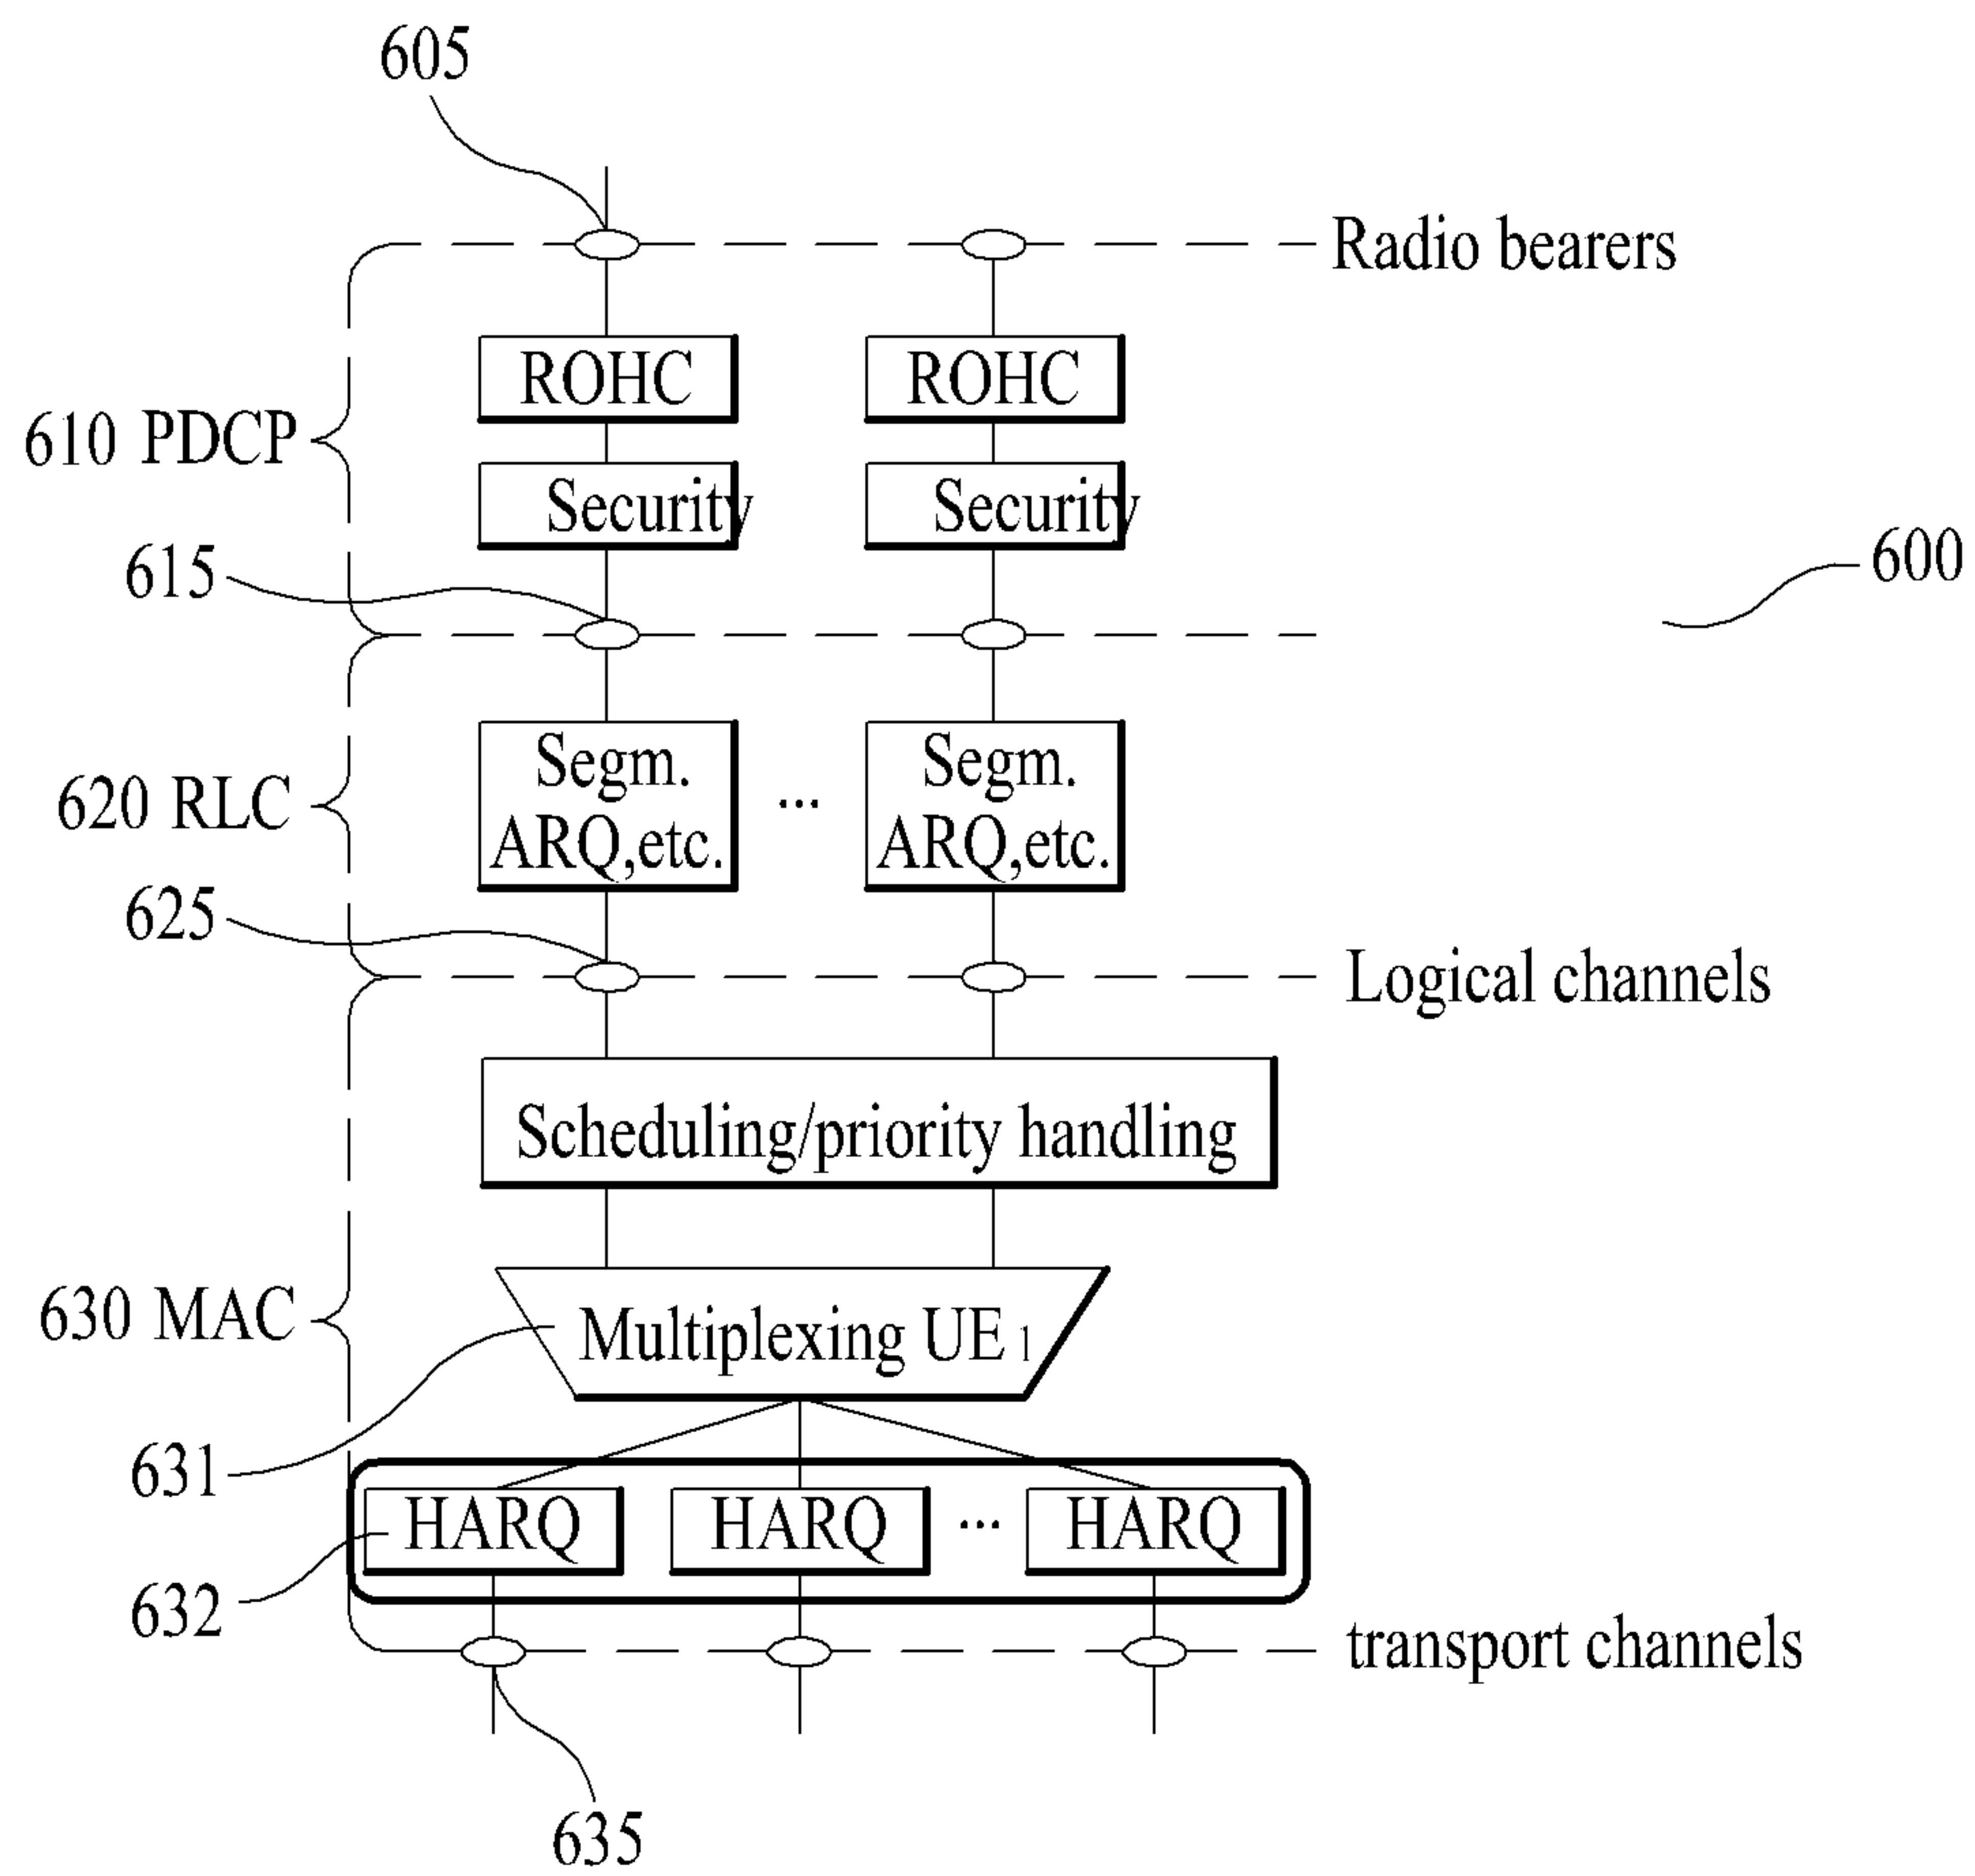 605
Radio bearers
ROHC ROHC
610 PDCP
Security Security
615
600
Segm. Segm.
620 RLC ...
ARQ,etc. ARQ,etc.
625
Logical channels
Scheduling/priority handling
630 MAC
Multiplexing UE 1
631
HARQ HARQ ... HARQ
632
transport channels
635